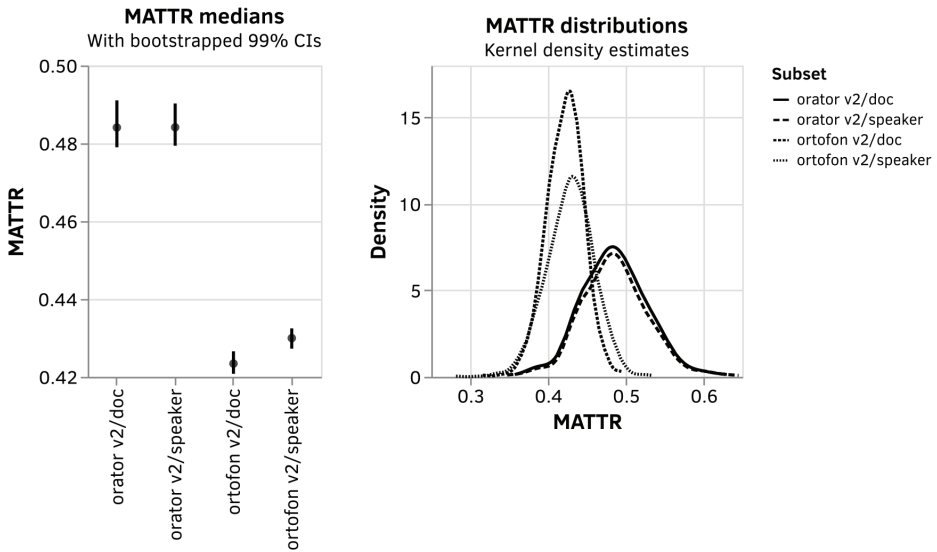 MATTR medians
With bootstrapped 99% CIs
0.50
0.48
0.46
0.44
0.42
MATTR
orator v2/doc
orator v2/speaker
ortofon v2/doc
ortofon v2/speaker
MATTR distributions
Kernel density estimates
15
10
5
0
Density
0.3 0.4 0.5 0.6
MATTR
Subset
orator v2/doc
orator v2/speaker
ortofon v2/doc
ortofon v2/speaker